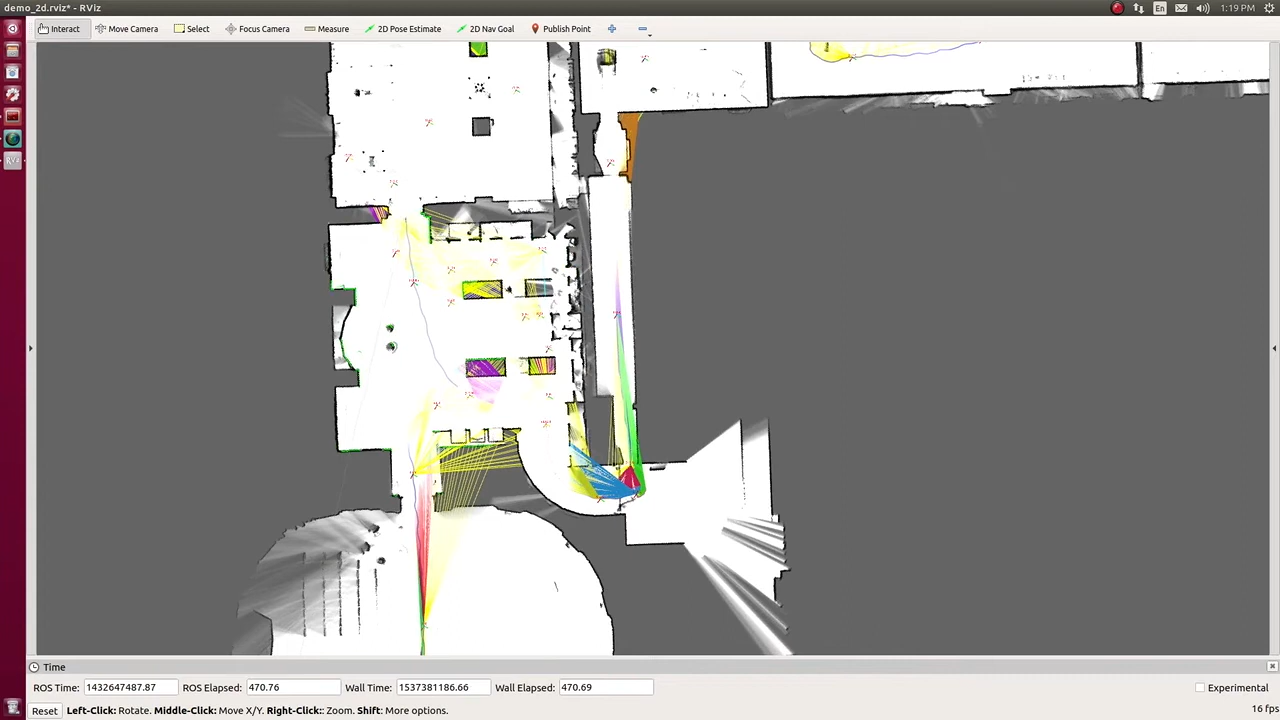 demo_2d.rviz* - RViz
En
1:19 PM
Interact
Move Camera
Select
Focus Camera
Measure
2D Pose Estimate
2D Nav Goal
Publish Point
Time
ROS Time: 1432647487.87 ROS Elapsed: 470.76 Wall Time: 1537381186.66 Wall Elapsed: 470.69 Experimental
Reset Left-Click: Rotate. Middle-Click: Move X/Y. Right-Click:: Zoom. Shift: More options. 16 fps